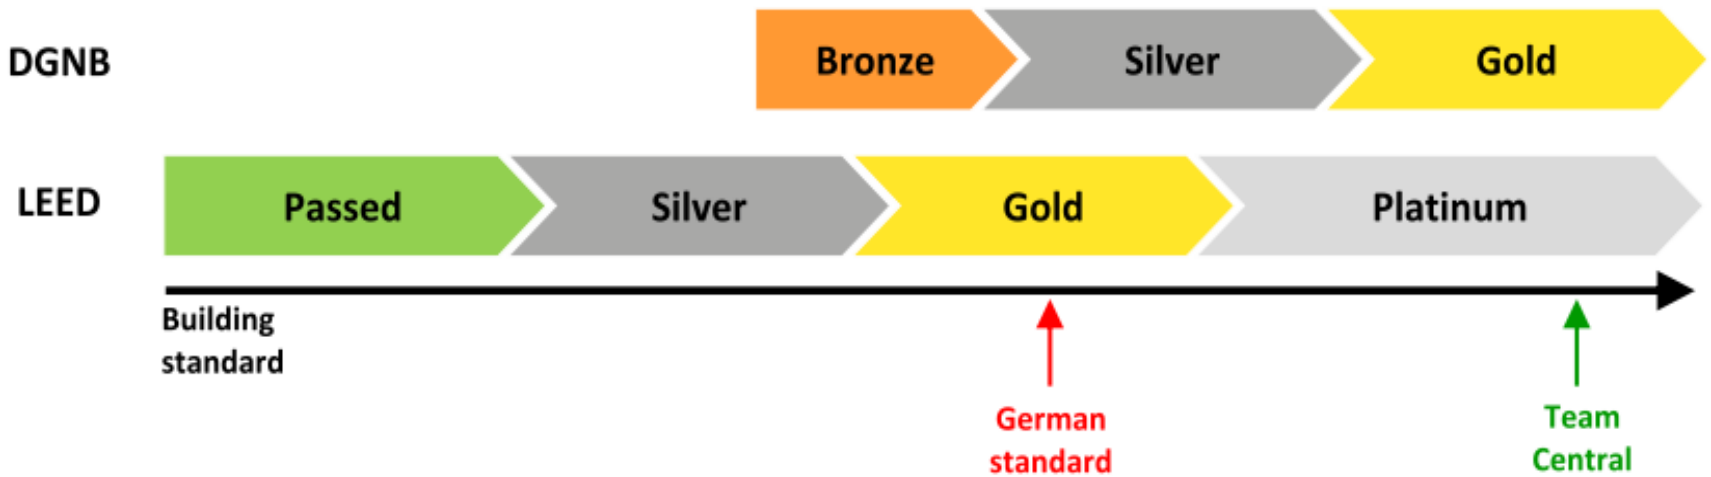 DGNB Bronze Silver Gold
LEED Passed Silver Gold Platinum
Building
standard
German
standard
Team
Central